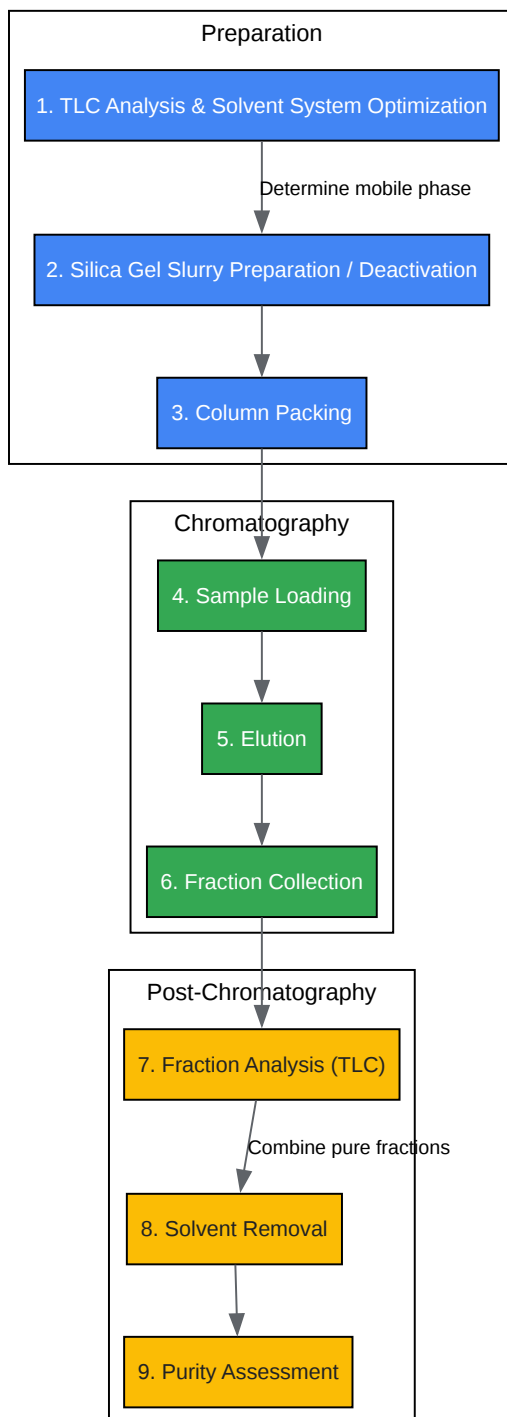 Preparation
1. TLC Analysis & Solvent System Optimization
Determine mobile phase
2. Silica Gel Slurry Preparation / Deactivation
3. Column Packing
Chromatography
4. Sample Loading
5. Elution
6. Fraction Collection
Post-Chromatography
7. Fraction Analysis (TLC)
Combine pure fractions
8. Solvent Removal
9. Purity Assessment